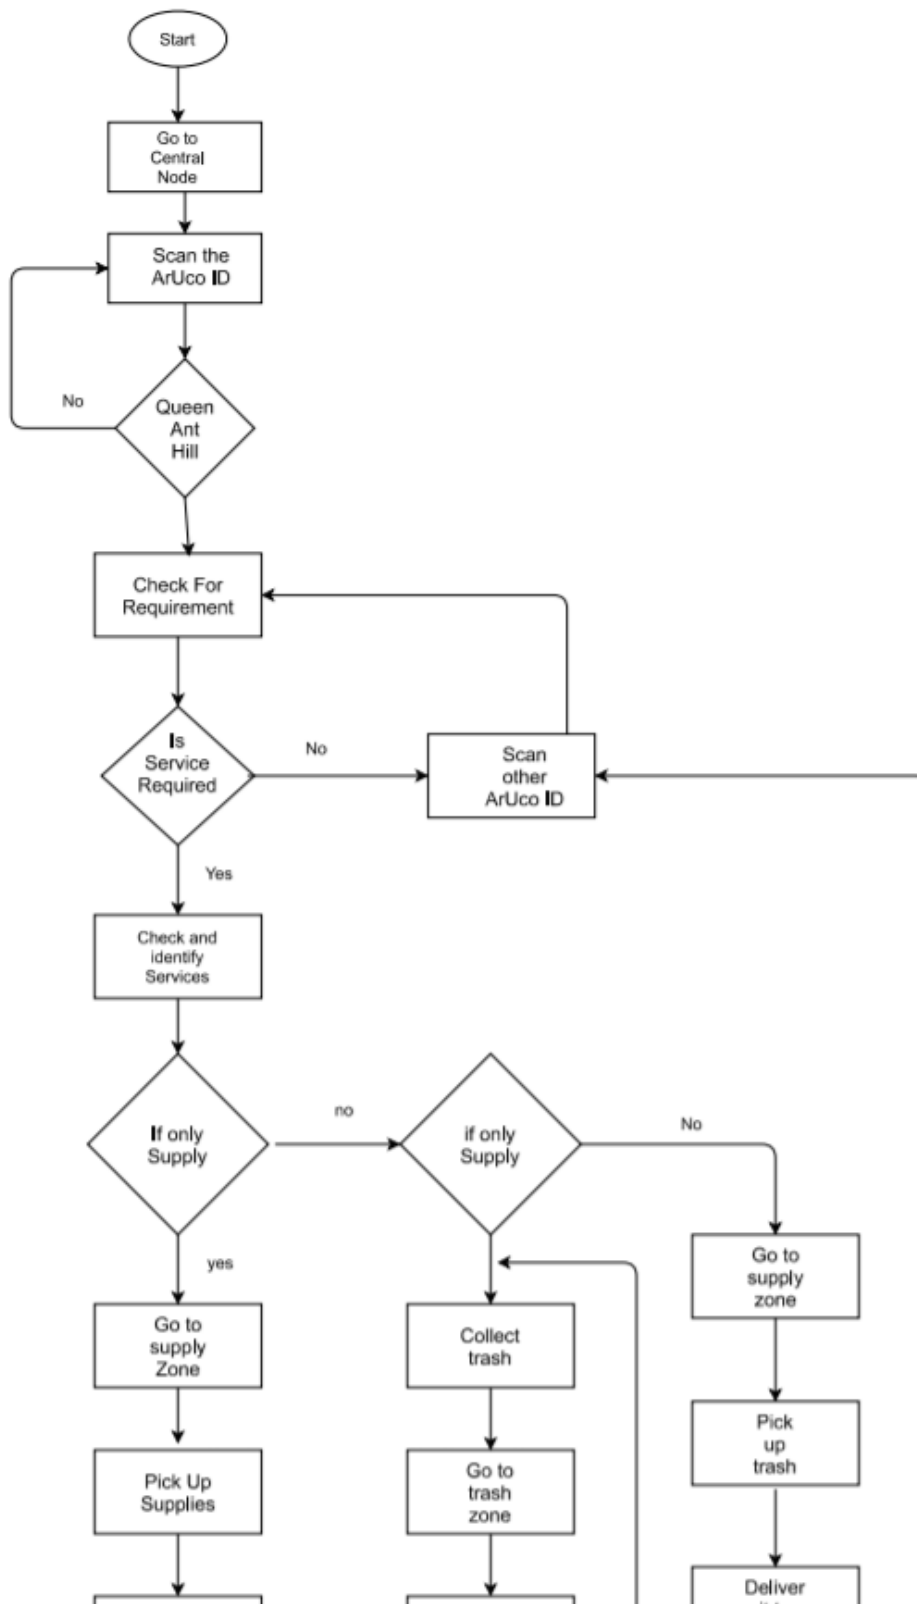 Start
Go to
Central
Node
Scan the
ArUco ID
No
Queen
Ant
Hill
Check For
Requirement
Is
Service
Required
No
Scan
other
ArUco ID
Yes
Check and
identify
Services
If only
Supply
no
if only
Supply
No
yes
Go to
supply
Zone
Collect
trash
Go to
supply
zone
Pick Up
Supplies
Go to
trash
zone
Pick
up
trash
Deliver